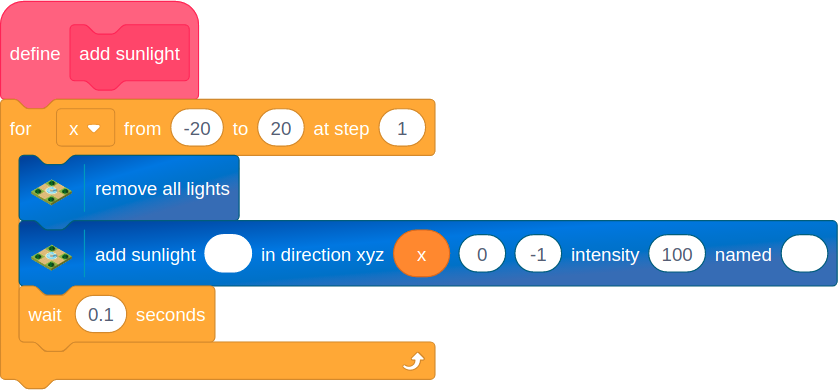 define add sunlight
for x from -20 to 20 at step 1
remove all lights
add sunlight in direction xyz x 0 -1 intensity 100 named
wait 0.1 seconds